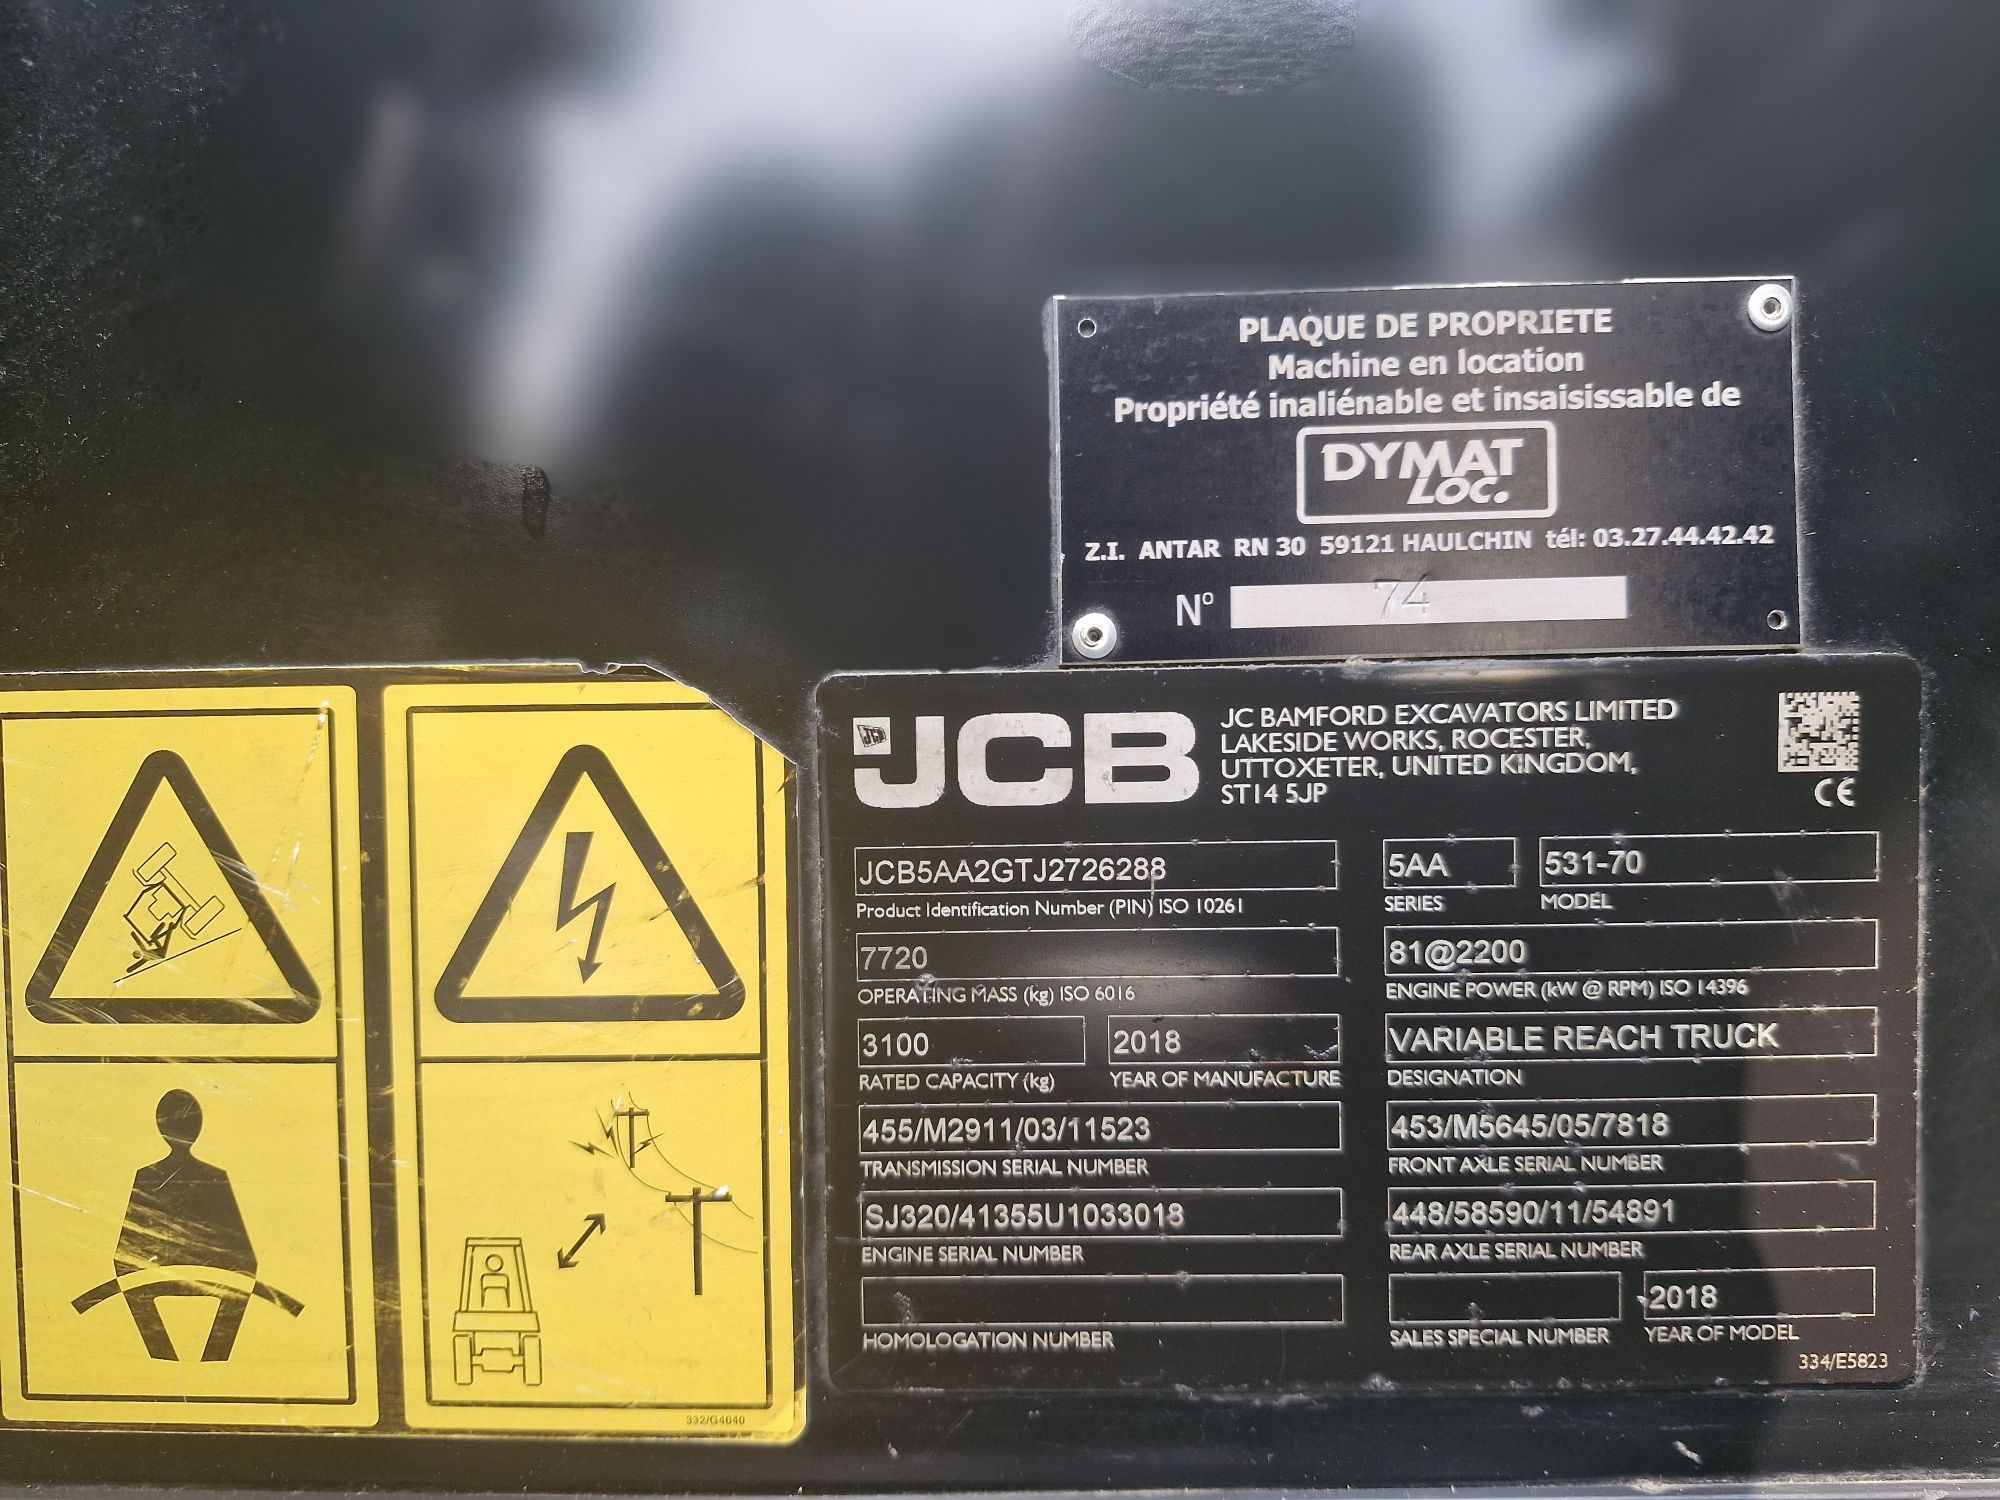 PLAQUE DE PROPRIETE
Machine en location
Propriété inaliénable et insaisissable de
DYMAT
LOC.
Z.I. ANTAR RN 30 59121 HAULCHIN tél: 03.27.44.42.42
N° 74
JCB
JCB
JC BAMFORD EXCAVATORS LIMITED
LAKESIDE WORKS, ROCESTER,
UTTOXETER, UNITED KINGDOM,
ST14 5JP
CE
JCB5AA2GTJ2726288 5AA 531-70
Product Identification Number (PIN) ISO 10261 SERIES MODEL
7720 81@2200
OPERATING MASS (kg) ISO 6016 ENGINE POWER (kW @ RPM) ISO 14396
3100 2018 VARIABLE REACH TRUCK
RATED CAPACITY (kg) YEAR OF MANUFACTURE DESIGNATION
455/M2911/03/11523 453/M5645/05/7818
TRANSMISSION SERIAL NUMBER FRONT AXLE SERIAL NUMBER
SJ320/41355U1033018 448/58590/11/54891
ENGINE SERIAL NUMBER REAR AXLE SERIAL NUMBER
2018
HOMOLOGATION NUMBER SALES SPECIAL NUMBER YEAR OF MODEL
334/E5823
332/G4040